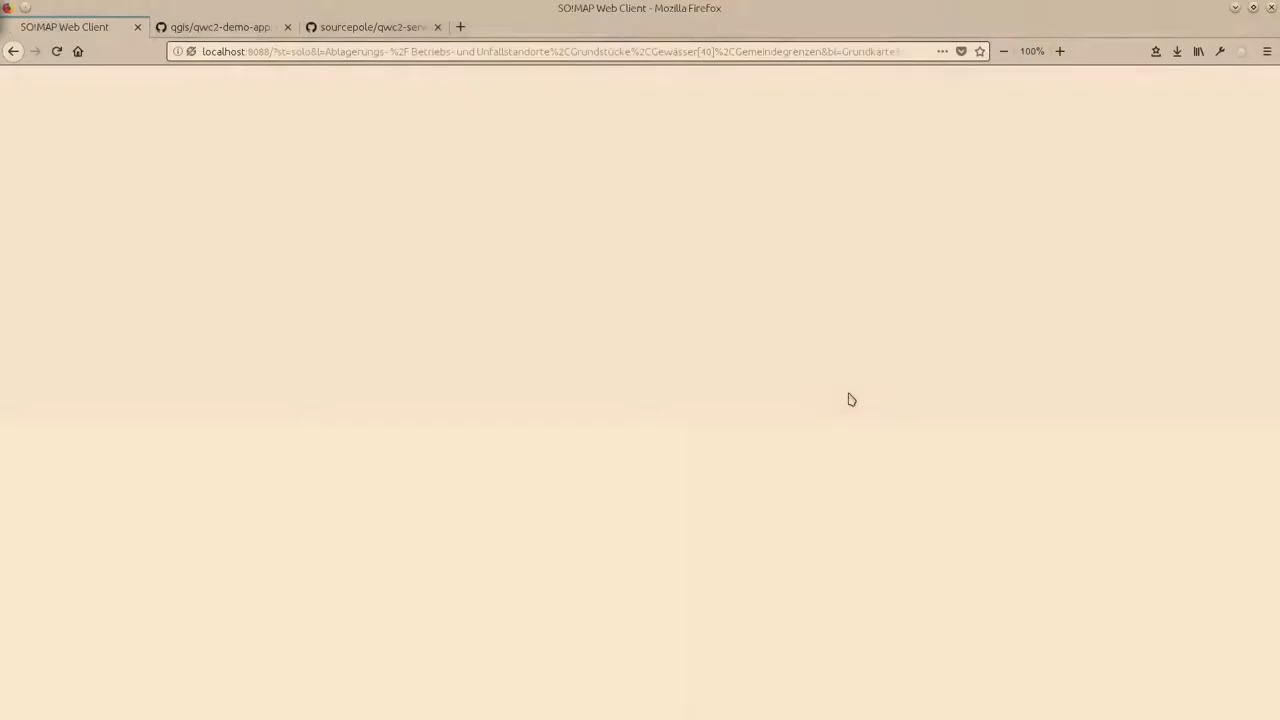 SO!MAP Web Client - Mozilla Firefox
SO!MAP Web Client
qgis/qwc2-demo-app
sourcepole/qwc2-serv
localhost:8088/?st=solo&l=Ablagerungs- %2F Betriebs- und Unfallstandorte%2CGrundstücke%2CGewässer[40]%2CGemeindegrenzen&bl=Grundkarte
100%